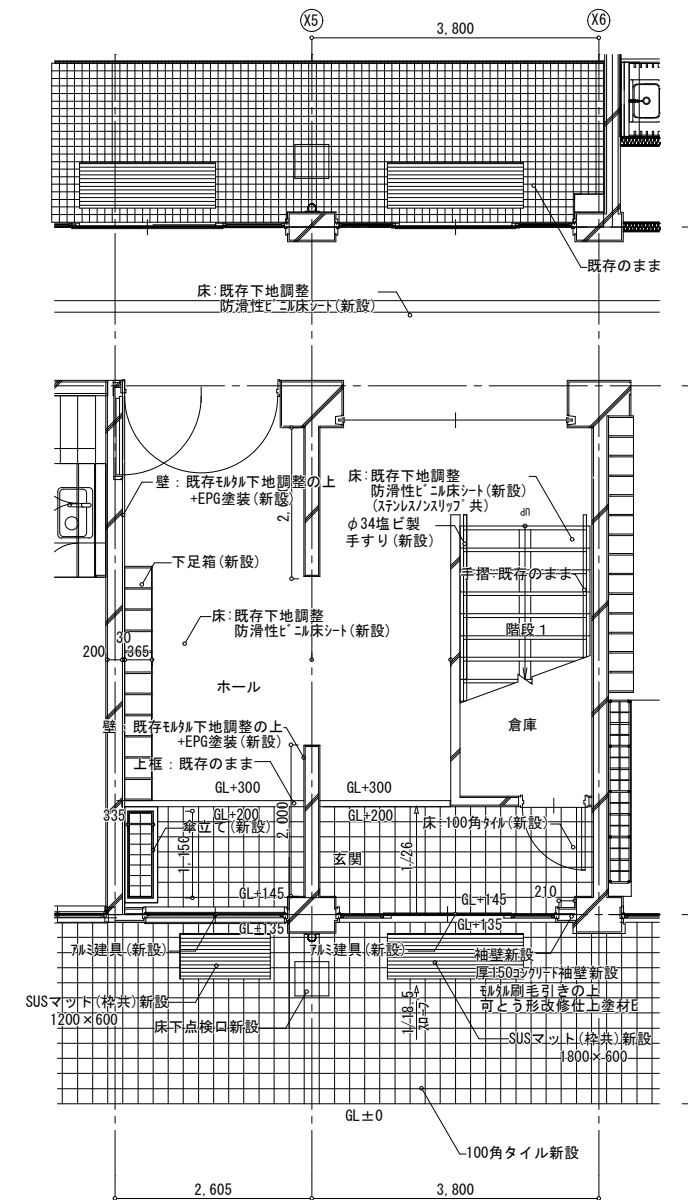 X5
X6
3,800
既存のまま
床:既存下地調整
防滑性ビニル床シート(新設)
壁:既存モルタル下地調整の上
+EPG塗装(新設)
2,
床:既存下地調整
防滑性ビニル床シート(新設)
(ステンレスノンスリップ共)
φ34塩ビ製
手すり(新設)
UP
下足箱(新設)
手摺:既存のまま
床:既存下地調整
防滑性ビニル床シート(新設)
階段1
30
200
365
ホール
倉庫
壁:既存モルタル下地調整の上
+EPG塗装(新設)
上框:既存のまま
GL+300
GL+300
335
GL+200
GL+200
2,000
傘立て(新設)
床:100角タイル(新設)
1,150
玄関
1/26
GL+145
GL+145
210
GL+135
GL+135
アルミ建具(新設)
アルミ建具(新設)
袖壁新設
厚150コンクリート袖壁新設
モルタル刷毛引きの上
可とう形改修仕上塗材E
SUSマット(枠共)新設
1200×600
床下点検口新設
1/18.5
スロープ
SUSマット(枠共)新設
1800×600
GL±0
100角タイル新設
2,605
3,800